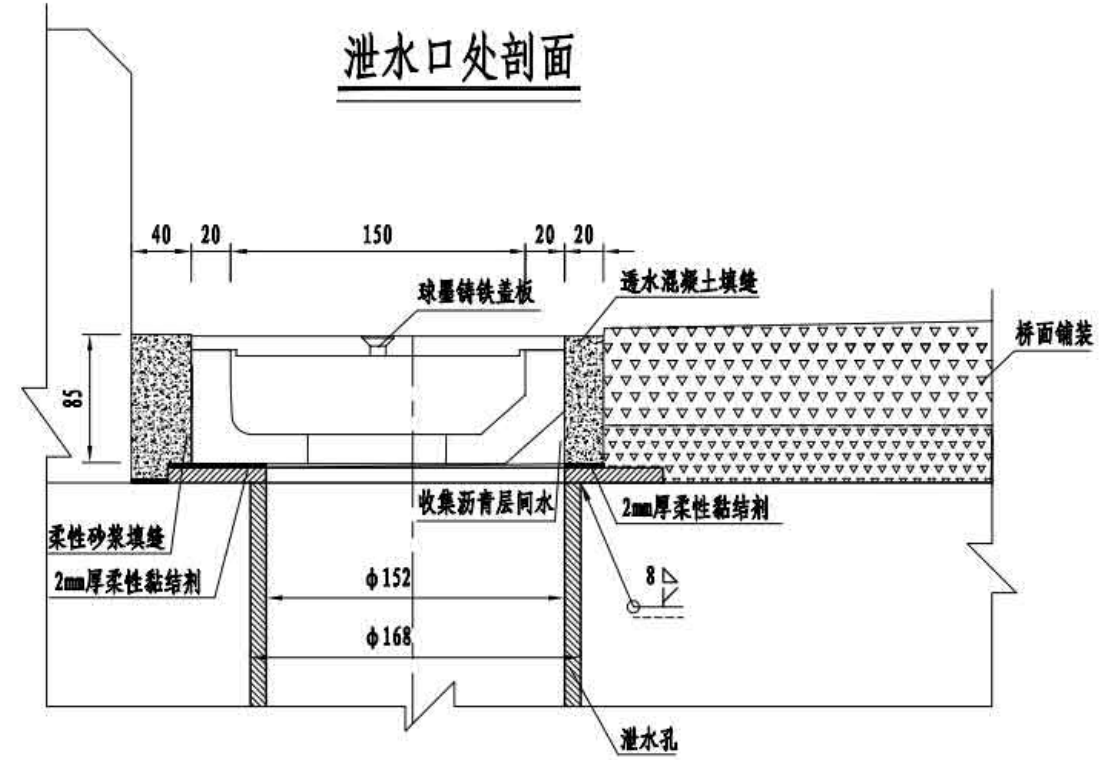 泄水口处剖面
40 20 150 20 20
球墨铸铁盖板
透水混凝土填缝
桥面铺装
85
收集沥青层间水
2mm厚柔性黏结剂
柔性砂浆填缝
2mm厚柔性黏结剂
ϕ152
8
ϕ168
泄水孔